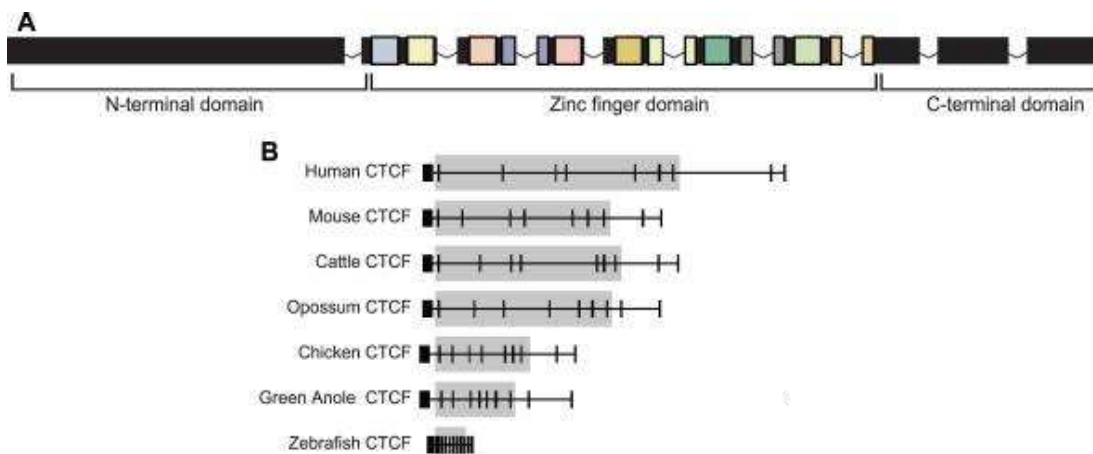 A
N-terminal domain
Zinc finger domain
C-terminal domain
B
Human CTCF
Mouse CTCF
Cattle CTCF
Opossum CTCF
Chicken CTCF
Green Anole CTCF
Zebrafish CTCF